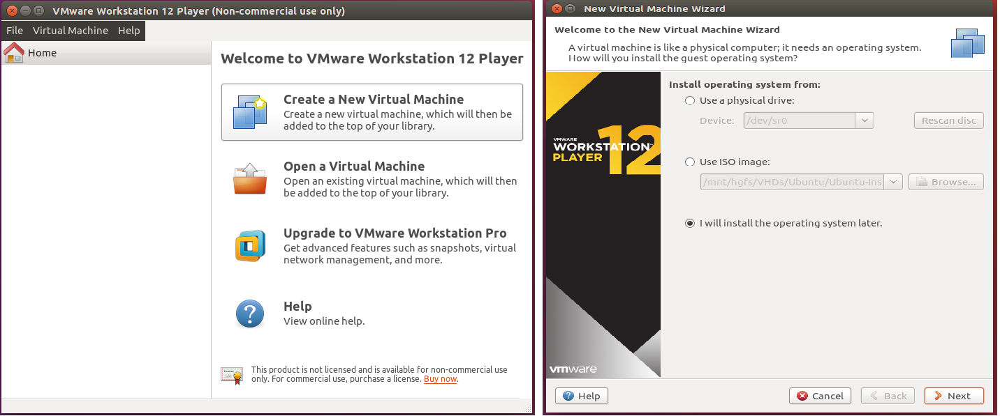 VMware Workstation 12 Player (Non-commercial use only)
File Virtual Machine Help
Home
Welcome to VMware Workstation 12 Player
Create a New Virtual Machine
Create a new virtual machine, which will then be
added to the top of your library.
Open a Virtual Machine
Open an existing virtual machine, which will then
be added to the top of your library.
Upgrade to VMware Workstation Pro
Get advanced features such as snapshots, virtual
network management, and more.
Help
View online help.
This product is not licensed and is available for non-commercial use
only. For commercial use, purchase a license. Buy now.
New Virtual Machine Wizard
Welcome to the New Virtual Machine Wizard
A virtual machine is like a physical computer; it needs an operating system.
How will you install the guest operating system?
VMWARE
WORKSTATION™
PLAYER 12
vmware
Install operating system from:
Use a physical drive:
Device: /dev/sr0 Rescan disc
Use ISO image:
/mnt/hgfs/VHDs/Ubuntu/Ubuntu-Ins Browse...
I will install the operating system later.
Help Cancel Back Next